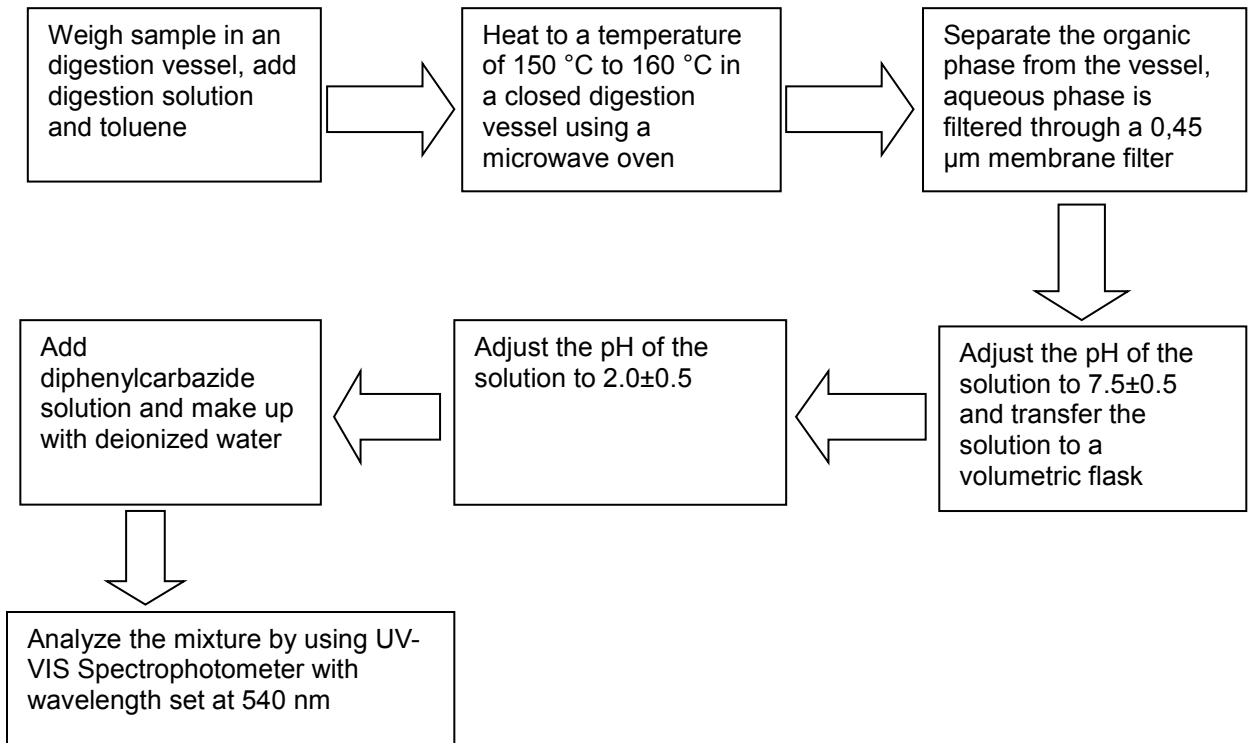 Weigh sample in an
digestion vessel, add
digestion solution
and toluene
Heat to a temperature
of 150 °C to 160 °C in
a closed digestion
vessel using a
microwave oven
Separate the organic
phase from the vessel,
aqueous phase is
filtered through a 0,45
µm membrane filter
Adjust the pH of the
solution to 7.5±0.5
and transfer the
solution to a
volumetric flask
Adjust the pH of the
solution to 2.0±0.5
Add
diphenylcarbazide
solution and make up
with deionized water
Analyze the mixture by using UV-
VIS Spectrophotometer with
wavelength set at 540 nm